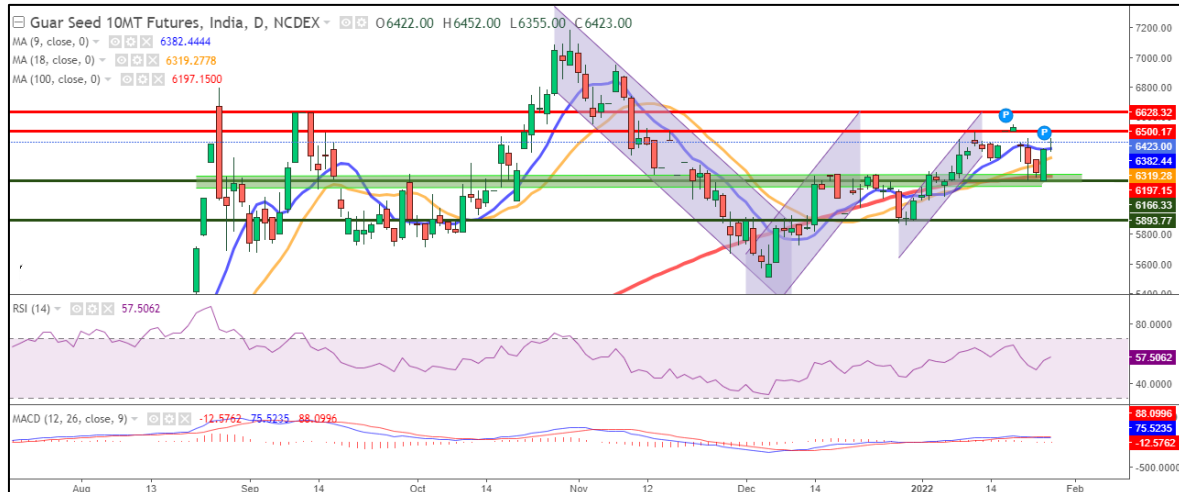 Guar Seed 10MT Futures, India, D, NCDEX O6422.00 H6452.00 L6355.00 C6423.00
MA (9, close, 0) 6382.4444
MA (18, close, 0) 6319.2778
MA (100, close, 0) 6197.1500
7200.00
7000.00
6800.00
6628.32
6500.17
6423.00
6382.44
6319.28
6197.15
6166.33
5893.77
5800.00
5600.00
5400.00
P
P
RSI (14) 57.5062
80.0000
57.5062
40.0000
MACD (12, 26, close, 9) -12.5762 75.5235 88.0996
88.0996
75.5235
-12.5762
-500.0000
Aug 13 Sep 14 Oct 14 Nov 12 Dec 14 2022 14 Feb